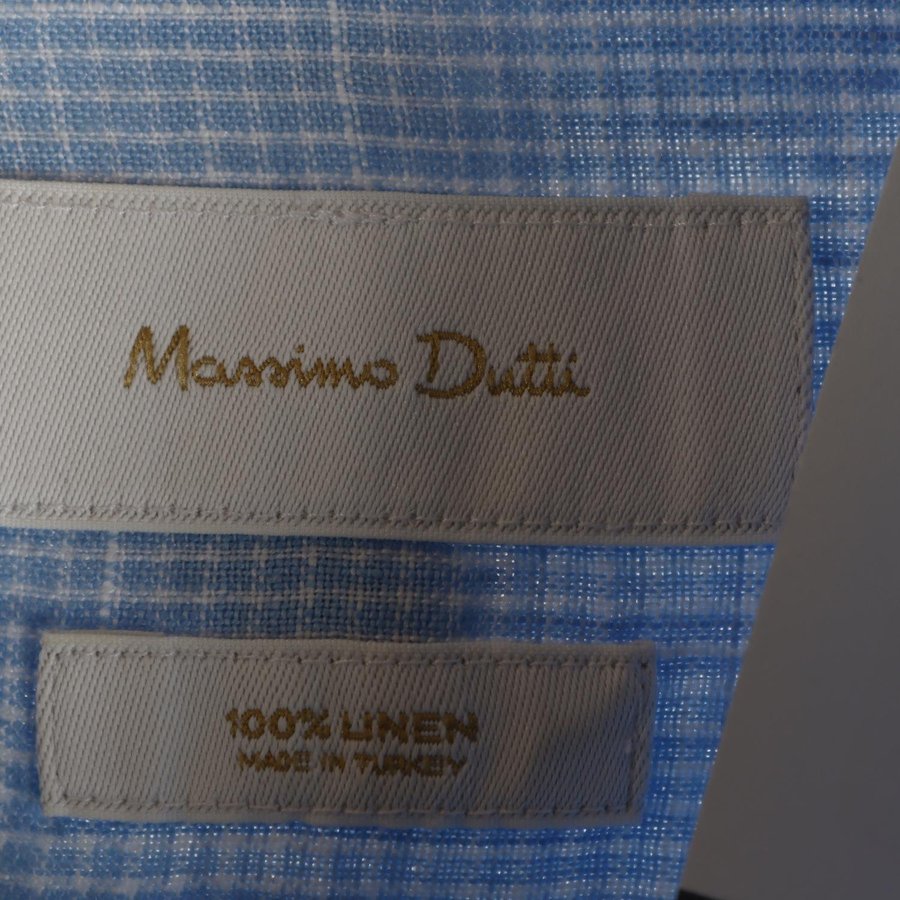 Massimo Dutti
100% LINEN
MADE IN TURKEY